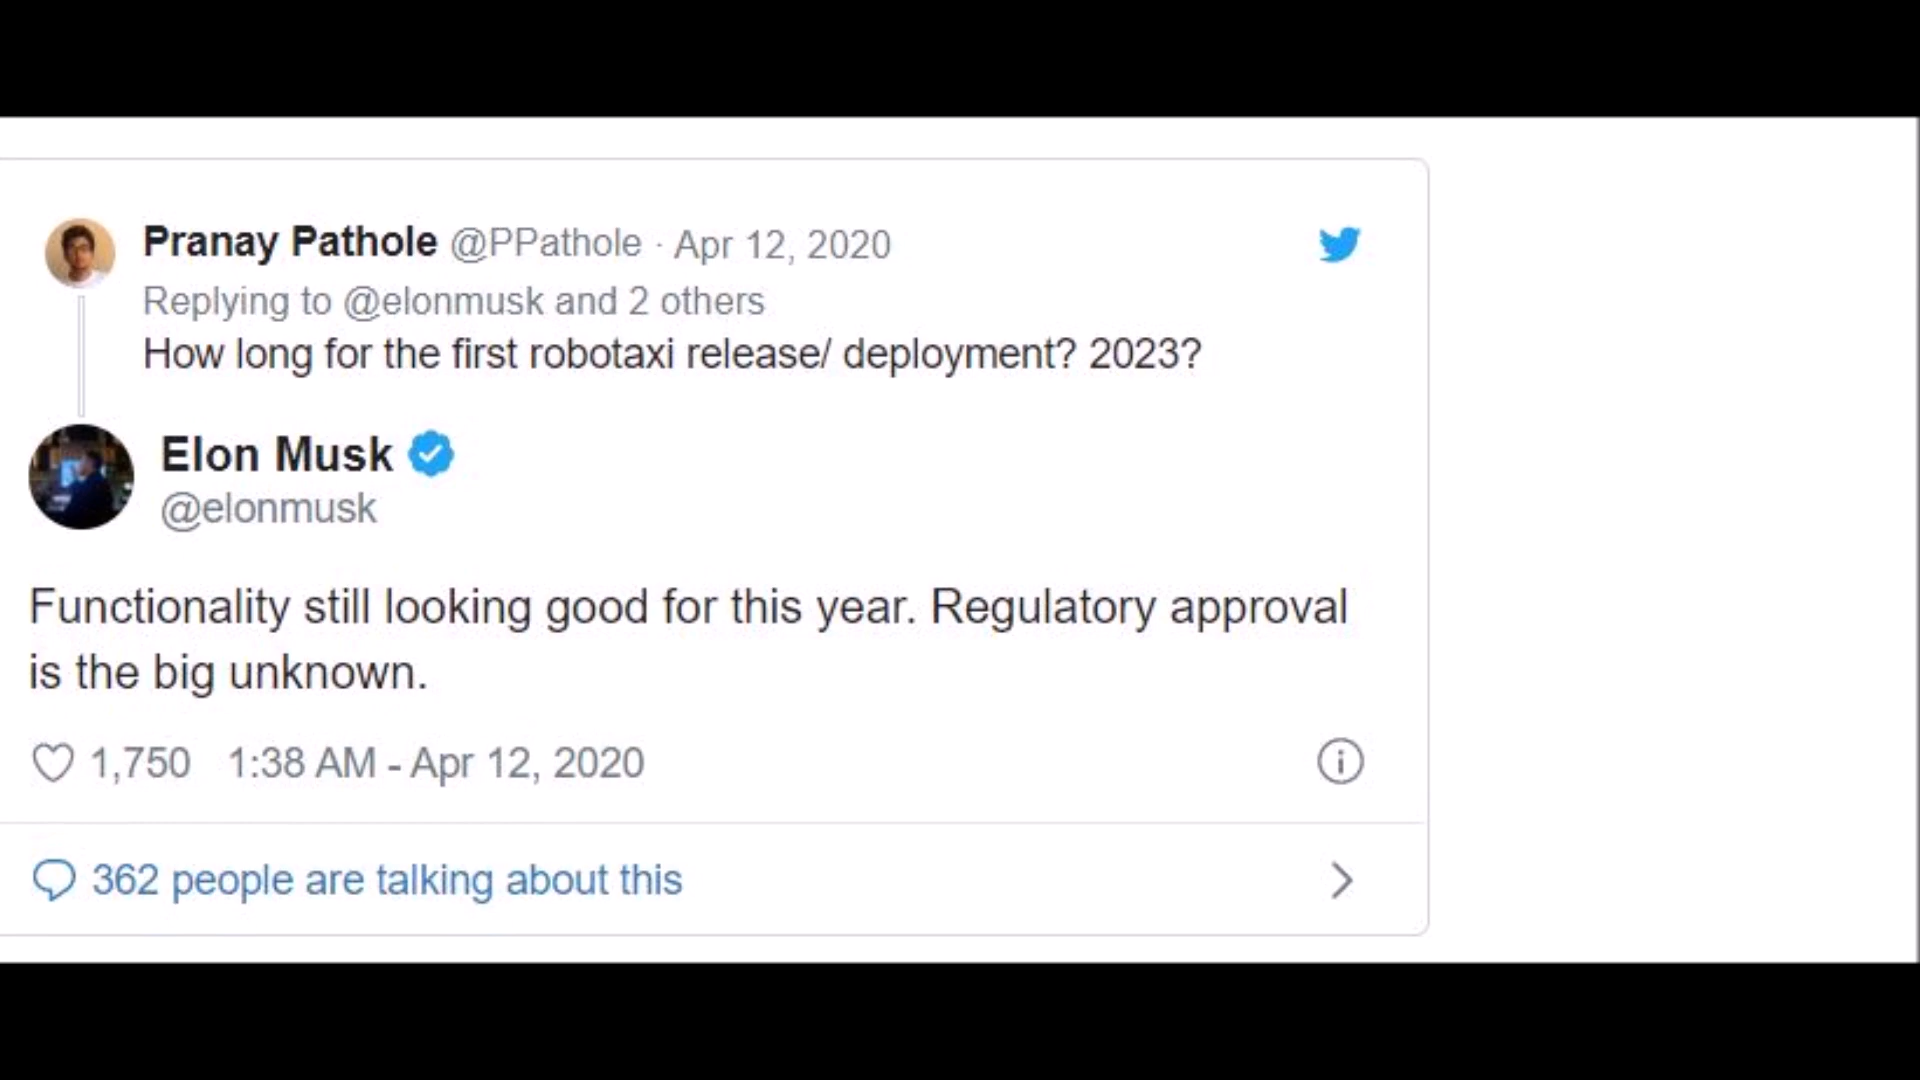 Pranay Pathole @PPathole · Apr 12, 2020
Replying to @elonmusk and 2 others
How long for the first robotaxi release/ deployment? 2023?
Elon Musk
@elonmusk
Functionality still looking good for this year. Regulatory approval
is the big unknown.
1,750 1:38 AM - Apr 12, 2020
362 people are talking about this